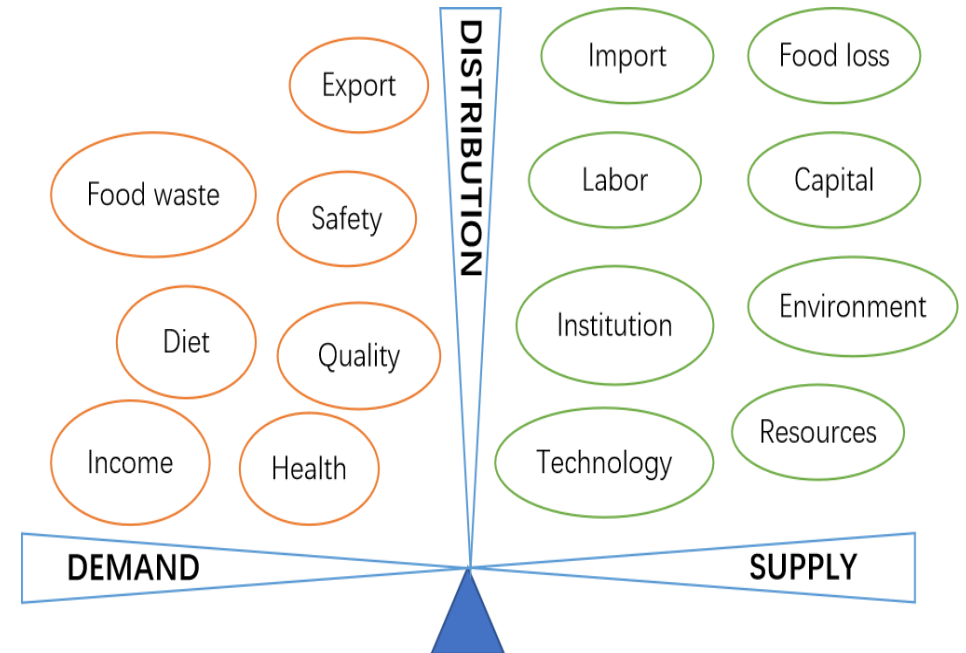 DISTRIBUTION
Export
Food waste
Safety
Diet
Quality
Income
Health
Import
Food loss
Labor
Capital
Institution
Environment
Technology
Resources
DEMAND
SUPPLY